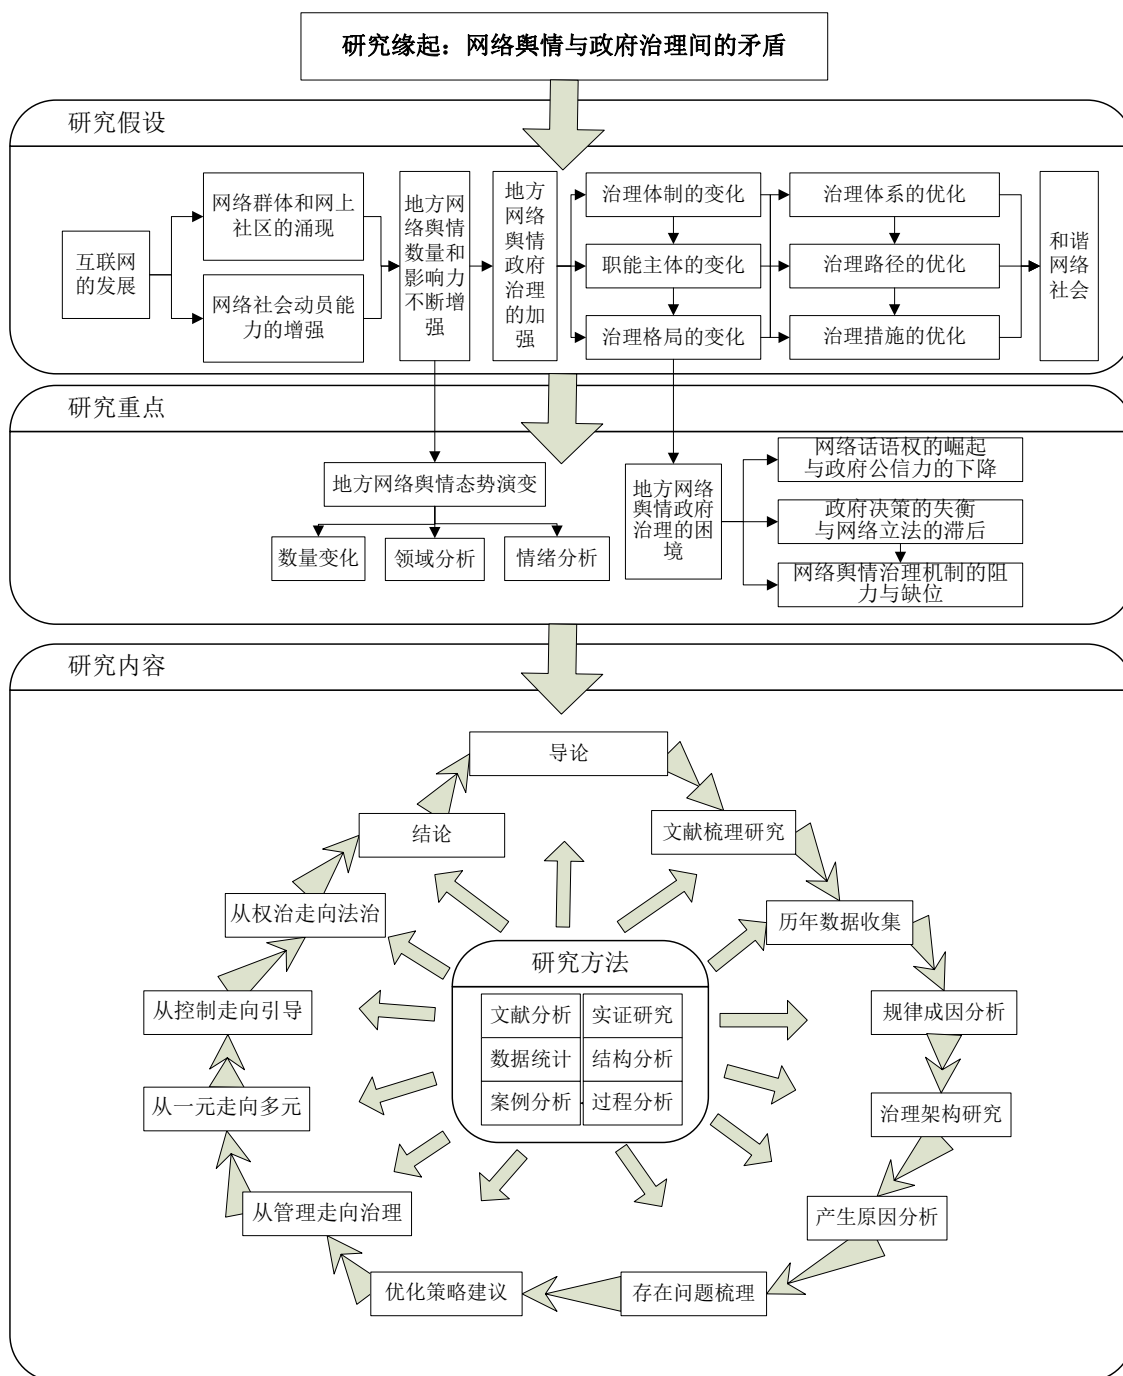 研究缘起：网络舆情与政府治理间的矛盾
研究假设
互联网
的发展
网络群体和网上
社区的涌现
网络社会动员能
力的增强
地方网
络舆情
数量和
影响力
不断增
强
地方
网络
舆情
政府
治理
的加
强
治理体制的变化
职能主体的变化
治理格局的变化
治理体系的优化
治理路径的优化
治理措施的优化
和谐
网络
社会
研究重点
地方网络舆情态势演变
数量变化
领域分析
情绪分析
地方网络
舆情政府
治理的困
境
网络话语权的崛起
与政府公信力的下降
政府决策的失衡
与网络立法的滞后
网络舆情治理机制的阻
力与缺位
研究内容
导论
文献梳理研究
历年数据收集
规律成因分析
治理架构研究
产生原因分析
存在问题梳理
优化策略建议
从管理走向治理
从一元走向多元
从控制走向引导
从权治走向法治
结论
研究方法
文献分析
实证研究
数据统计
结构分析
案例分析
过程分析